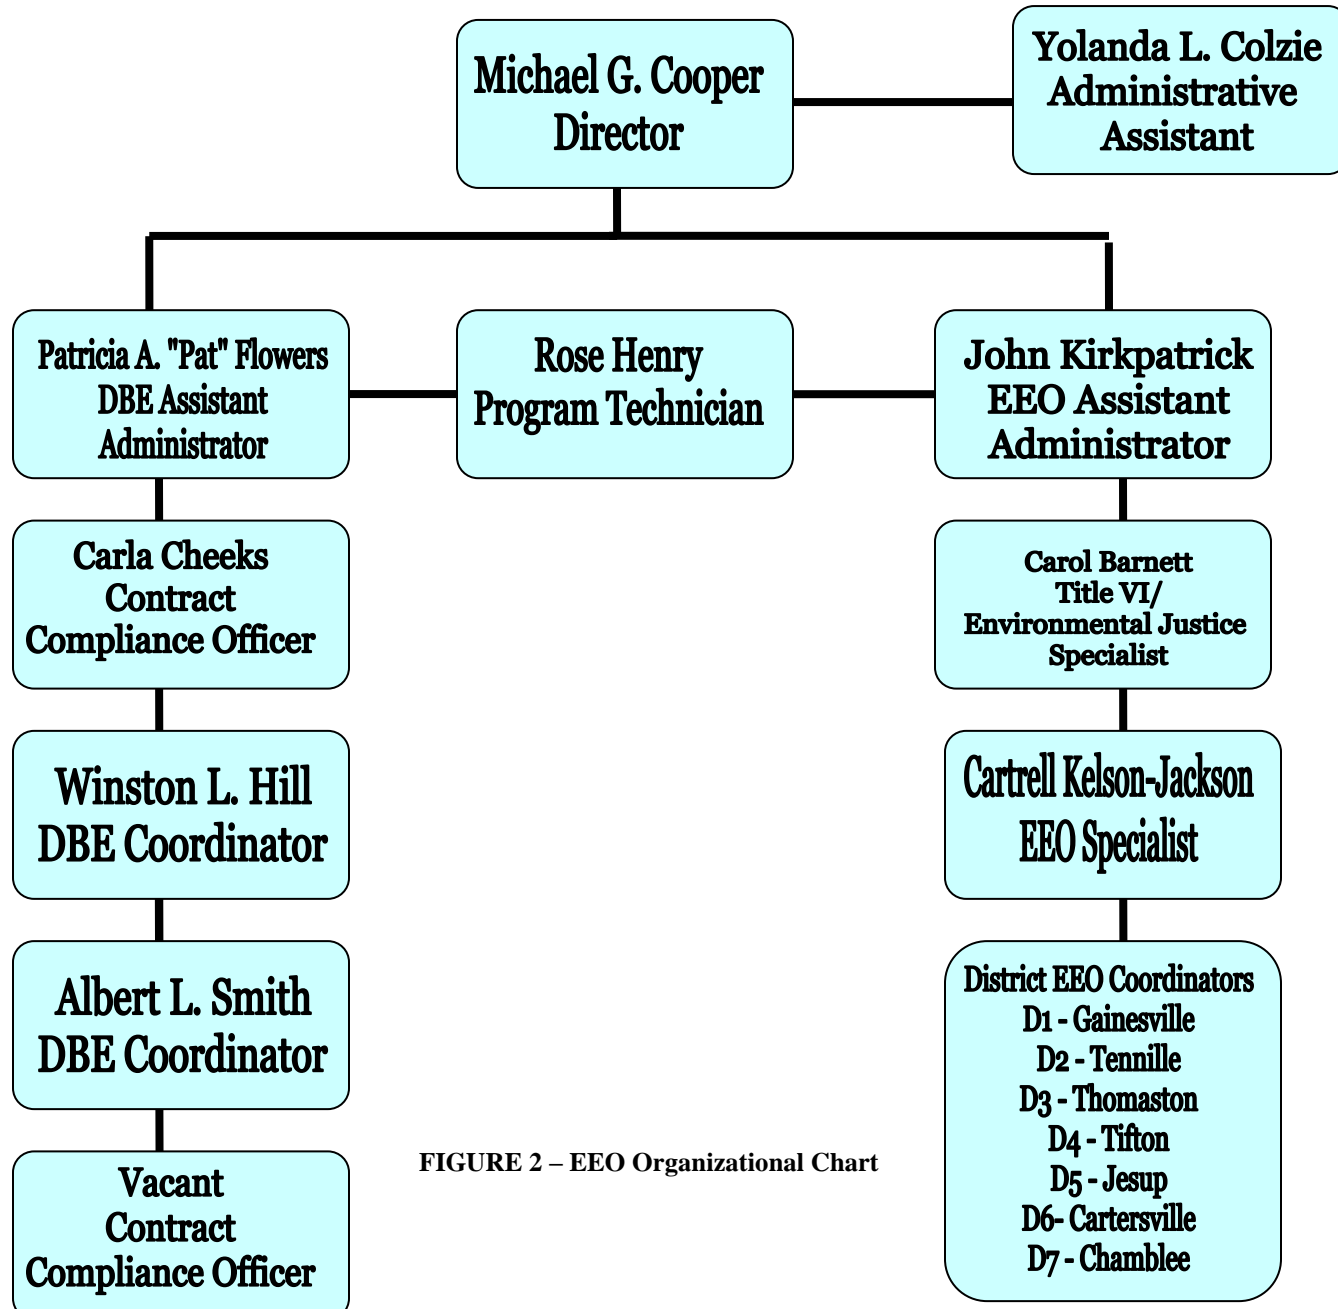 Michael G. Cooper
Director
Yolanda L. Colzie
Administrative
Assistant
Patricia A. "Pat" Flowers
DBE Assistant
Administrator
Rose Henry
Program Technician
John Kirkpatrick
EEO Assistant
Administrator
Carla Cheeks
Contract
Compliance Officer
Carol Barnett
Title VI/
Environmental Justice
Specialist
Winston L. Hill
DBE Coordinator
Cartrell Kelson-Jackson
EEO Specialist
Albert L. Smith
DBE Coordinator
District EEO Coordinators
D1 - Gainesville
D2 - Tennille
D3 - Thomaston
D4 - Tifton
D5 - Jesup
D6- Cartersville
D7 - Chamblee
FIGURE 2 – EEO Organizational Chart
Vacant
Contract
Compliance Officer